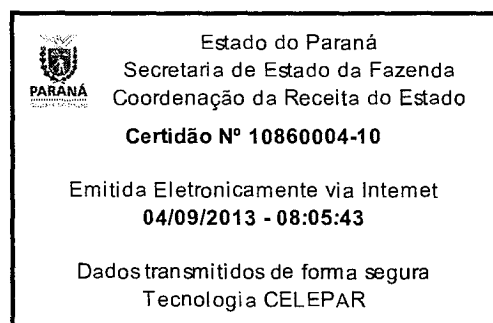 Estado do Paraná
Secretaria de Estado da Fazenda
PARANÁ
Coordenação da Receita do Estado
Certidão Nº 10860004-10
Emitida Eletronicamente via Internet
04/09/2013 - 08:05:43
Dados transmitidos de forma segura
Tecnologia CELEPAR